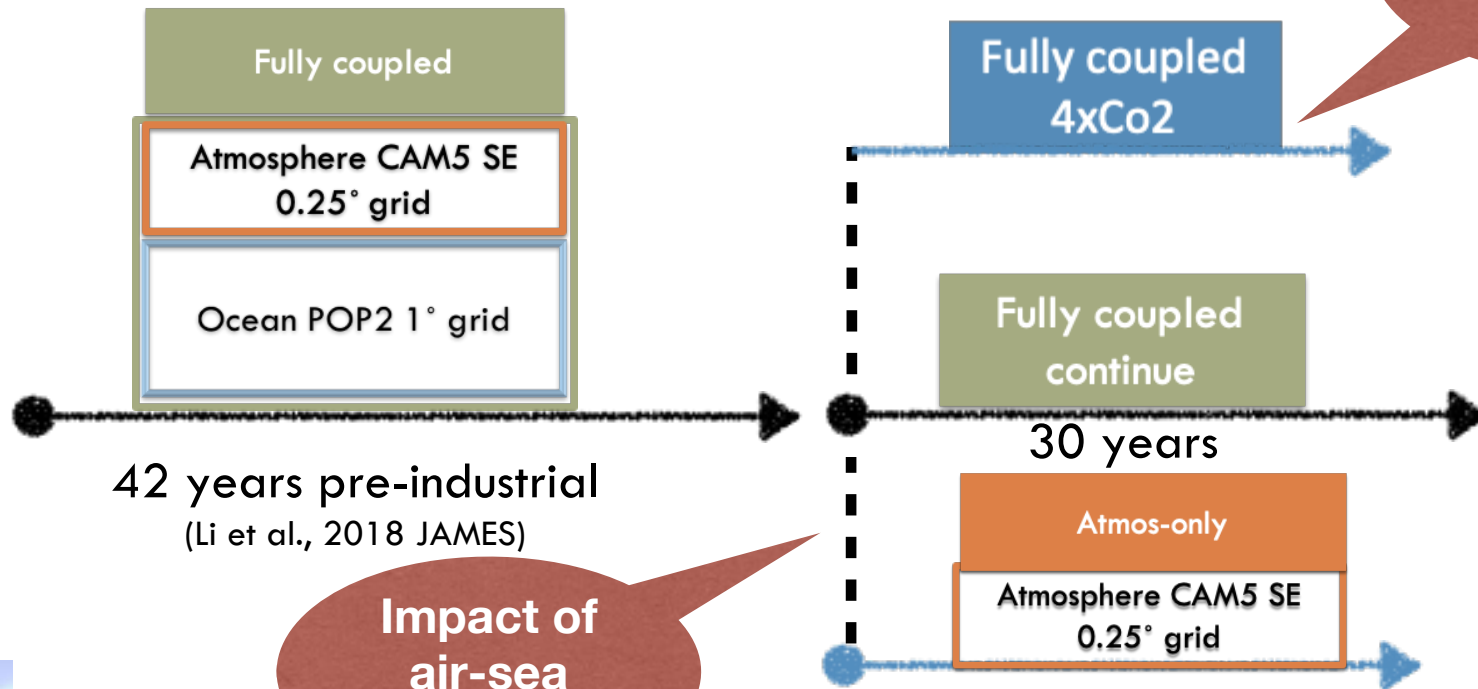 Fully coupled
Atmosphere CAM5 SE
0.25° grid
Ocean POP2 1° grid
42 years pre-industrial
(Li et al., 2018 JAMES)
Impact of
air-sea
Fully coupled
4xCo2
Fully coupled
continue
30 years
Atmos-only
Atmosphere CAM5 SE
0.25° grid